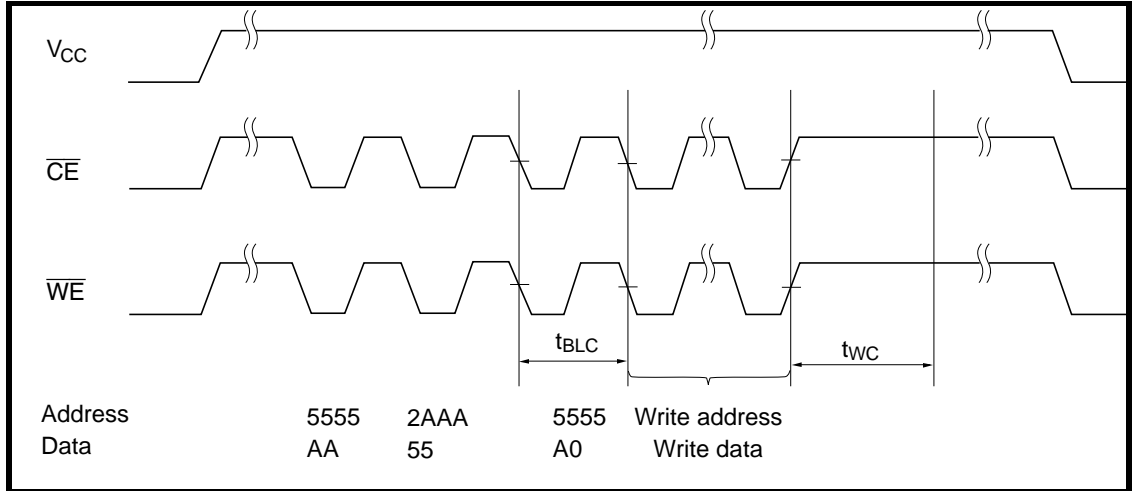 VCC
CE
WE
tBLC
tWC
Address 5555 2AAA 5555 Write address
Data AA 55 A0 Write data